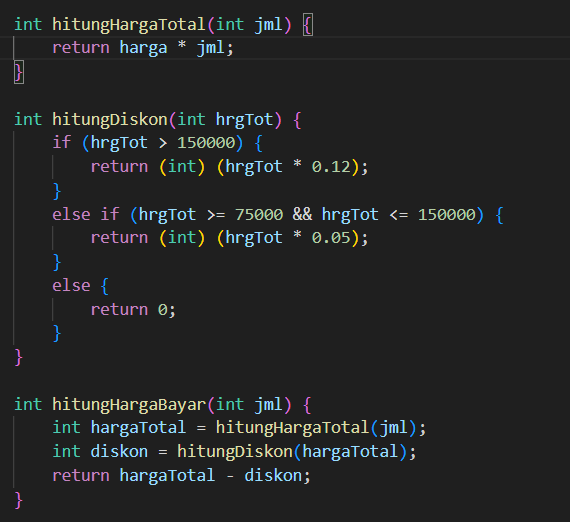 int hitungHargaTotal(int jml) {
    return harga * jml;
}

int hitungDiskon(int hrgTot) {
    if (hrgTot > 150000) {
        return (int) (hrgTot * 0.12);
    }
    else if (hrgTot >= 75000 && hrgTot <= 150000) {
        return (int) (hrgTot * 0.05);
    }
    else {
        return 0;
    }
}

int hitungHargaBayar(int jml) {
    int hargaTotal = hitungHargaTotal(jml);
    int diskon = hitungDiskon(hargaTotal);
    return hargaTotal - diskon;
}